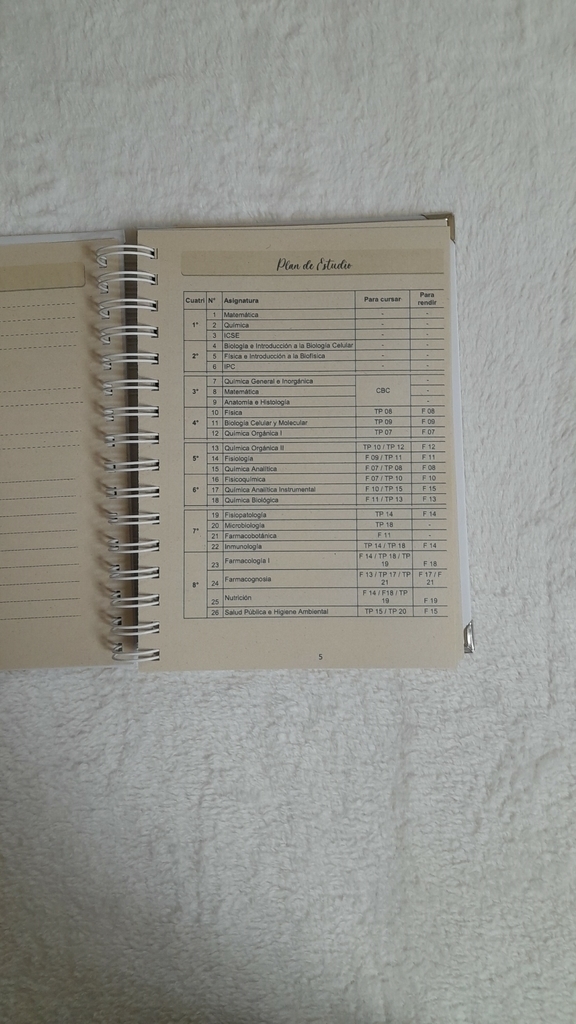 Plan de Estudio
Cuatri N° Asignatura Para cursar Para rendir
1° 1 Matemática - -
2 Química - -
3 ICSE - -
2° 4 Biología e Introducción a la Biología Celular - -
5 Física e Introducción a la Biofísica - -
6 IPC - -
3° 7 Química General e Inorgánica CBC -
8 Matemática -
9 Anatomía e Histología -
4° 10 Física TP 08 F 08
11 Biología Celular y Molecular TP 09 F 09
12 Química Orgánica I TP 07 F 07
5° 13 Química Orgánica II TP 10 / TP 12 F 12
14 Fisiología F 09 / TP 11 F 11
15 Química Analítica F 07 / TP 08 F 08
6° 16 Fisicoquímica F 07 / TP 10 F 10
17 Química Analítica Instrumental F 10 / TP 15 F 15
18 Química Biológica F 11 / TP 13 F 13
7° 19 Fisiopatología TP 14 F 14
20 Microbiología TP 18 -
21 Farmacobotánica F 11 -
22 Inmunología TP 14 / TP 18 F 14
8° 23 Farmacología I F 14 / TP 18 / TP 19 F 18
24 Farmacognosia F 13 / TP 17 / TP 21 F 17 / F 21
25 Nutrición F 14 / F18 / TP 19 F 19
26 Salud Pública e Higiene Ambiental TP 15 / TP 20 F 15
5